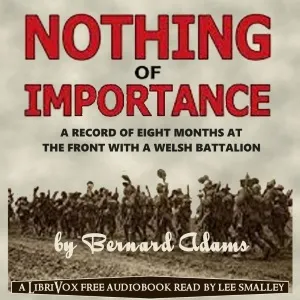 NOTHING
OF
IMPORTANCE
A RECORD OF EIGHT MONTHS AT
THE FRONT WITH A WELSH BATTALION
by Bernard Adams
A LIBRIVOX FREE AUDIOBOOK READ BY LEE SMALLEY